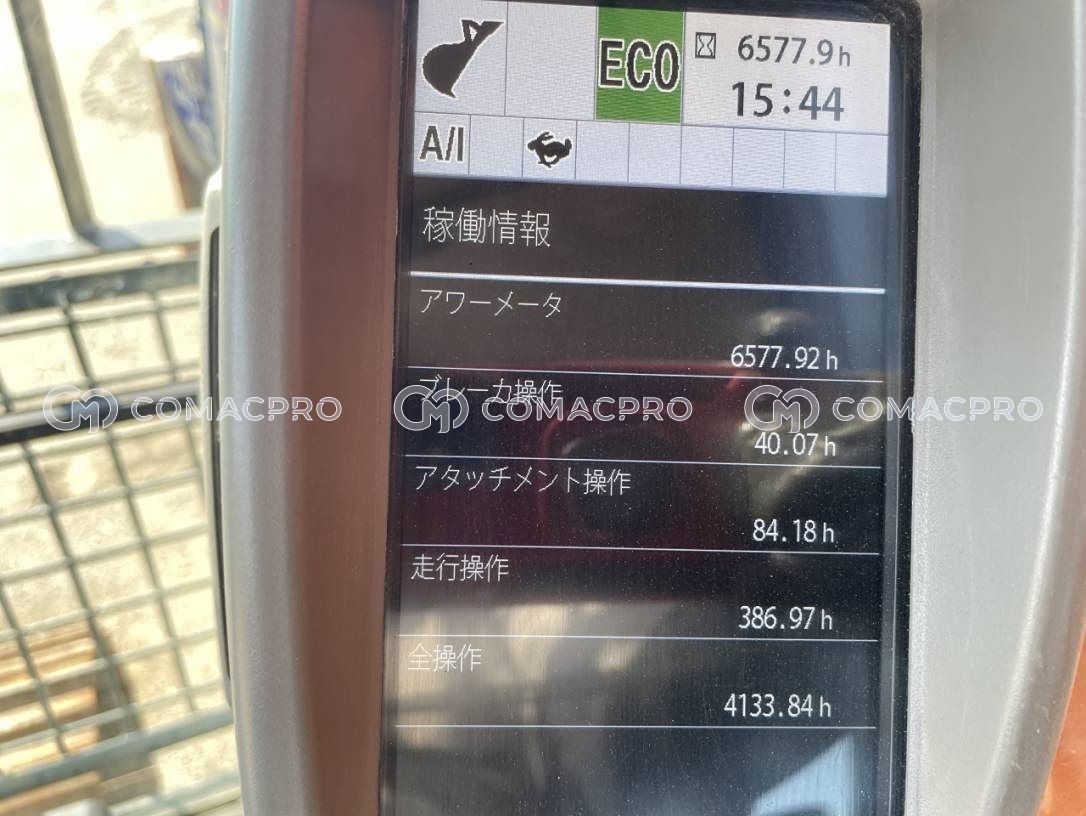 ECO
6577.9h
15:44
A/I
稼働情報
アワーメータ
6577.92h
ブレーカ操作
COMACPRO COMACPRO COMACPRO
40.07h
アタッチメント操作
84.18h
走行操作
386.97h
全操作
4133.84h